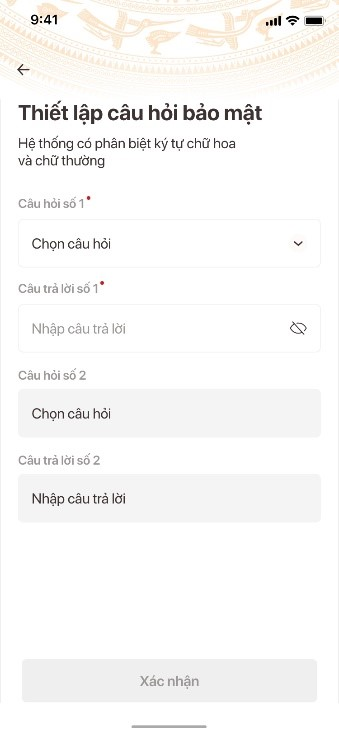 9:41
Thiết lập câu hỏi bảo mật
Hệ thống có phân biệt ký tự chữ hoa
và chữ thường
Câu hỏi số 1
Chọn câu hỏi
Câu trả lời số 1
Nhập câu trả lời
Câu hỏi số 2
Chọn câu hỏi
Câu trả lời số 2
Nhập câu trả lời
Xác nhận